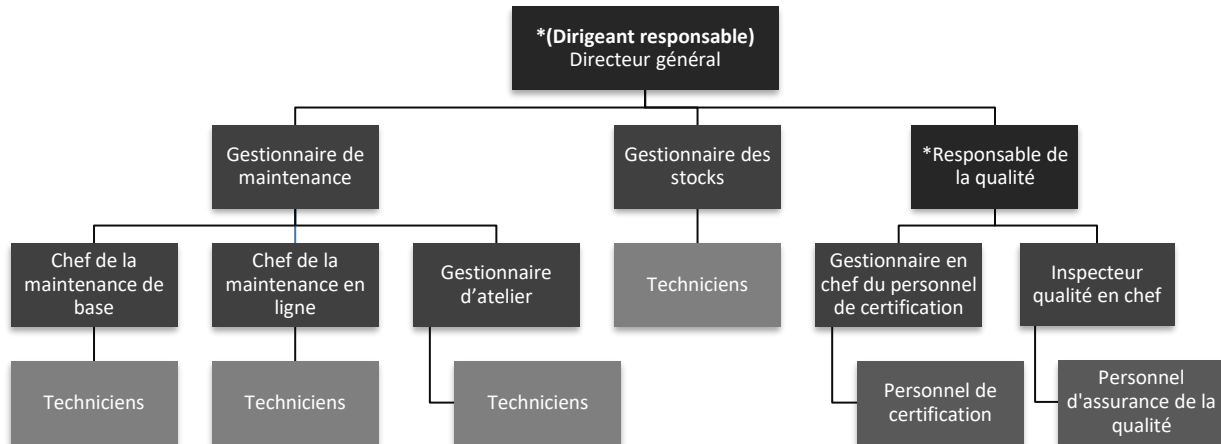 *(Dirigeant responsable)
Directeur général
Gestionnaire de
maintenance
Gestionnaire des
stocks
*Responsable de
la qualité
Chef de la
maintenance de
base
Chef de la
maintenance en
ligne
Gestionnaire
d’atelier
Techniciens
Gestionnaire en
chef du personnel
de certification
Inspecteur
qualité en chef
Techniciens
Techniciens
Techniciens
Personnel de
certification
Personnel
d'assurance de la
qualité